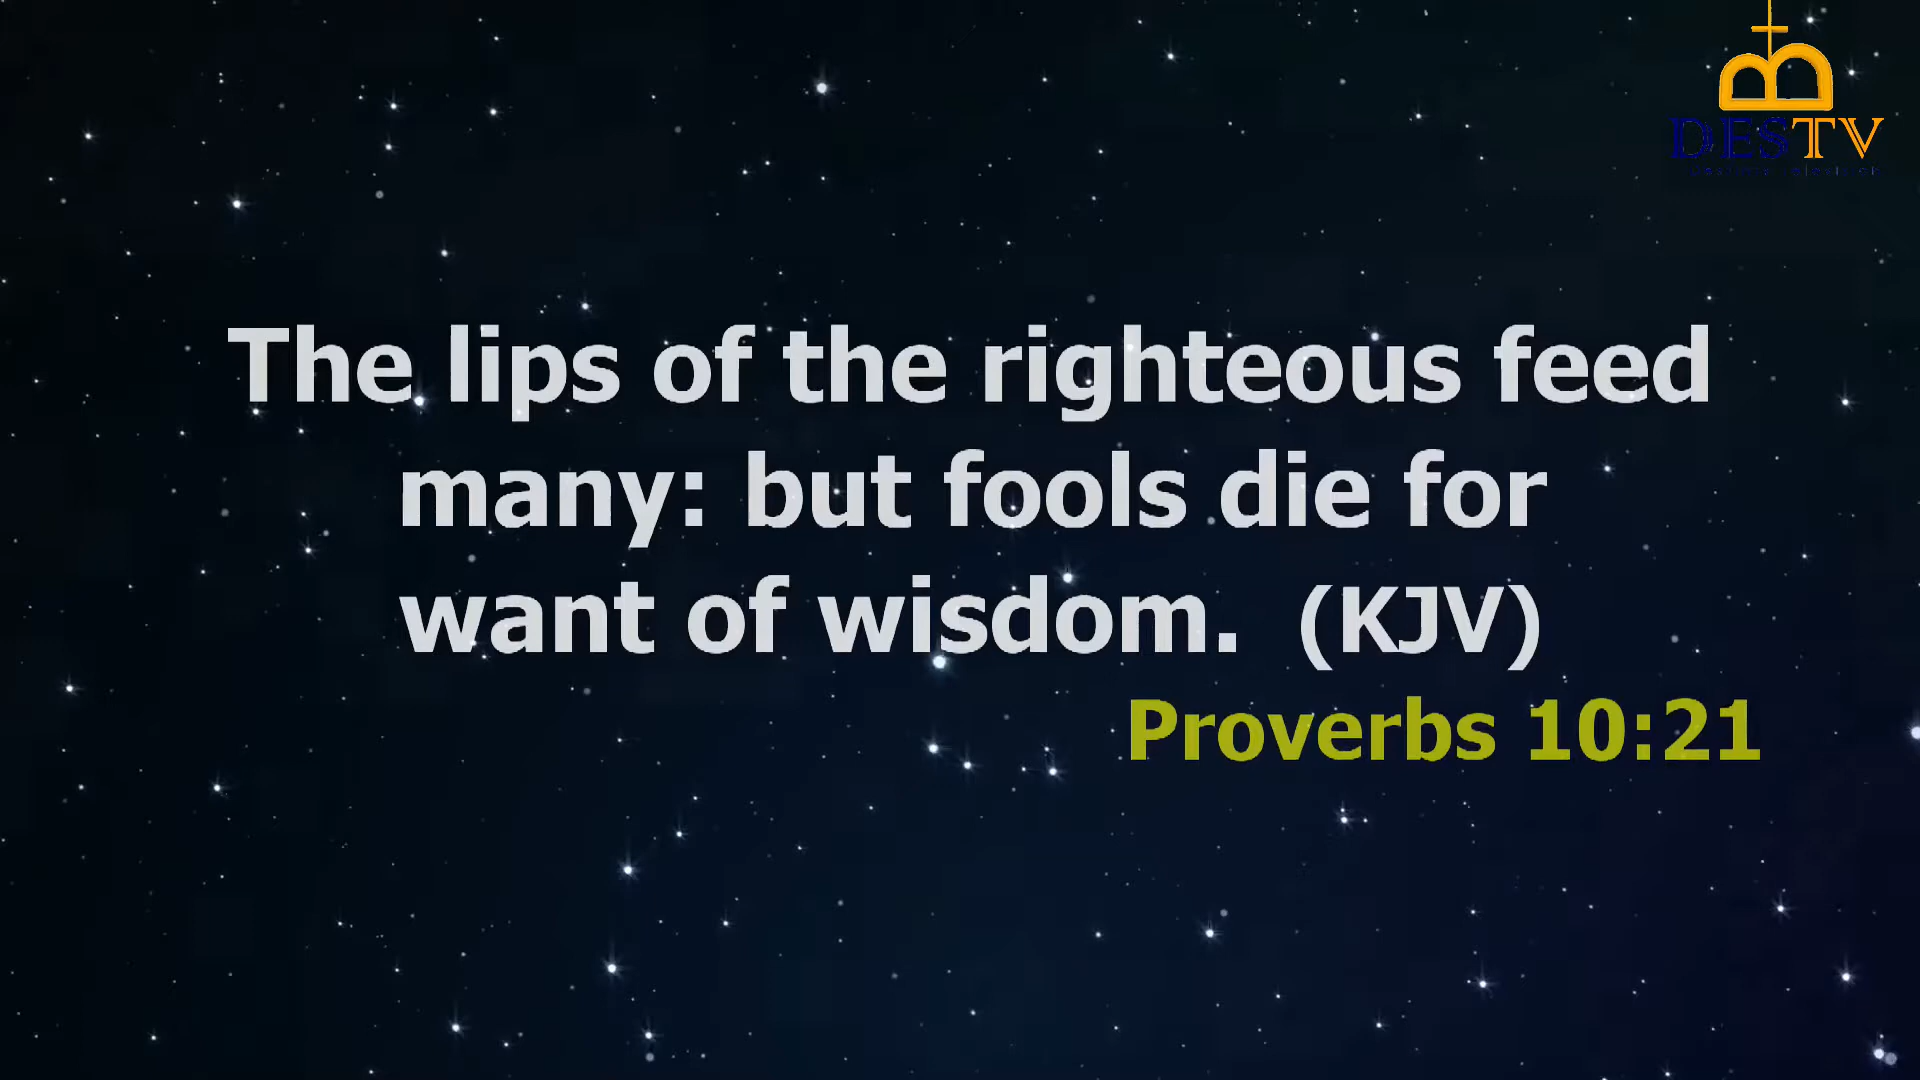 DESTV
The lips of the righteous feed
many: but fools die for
want of wisdom. (KJV)
Proverbs 10:21